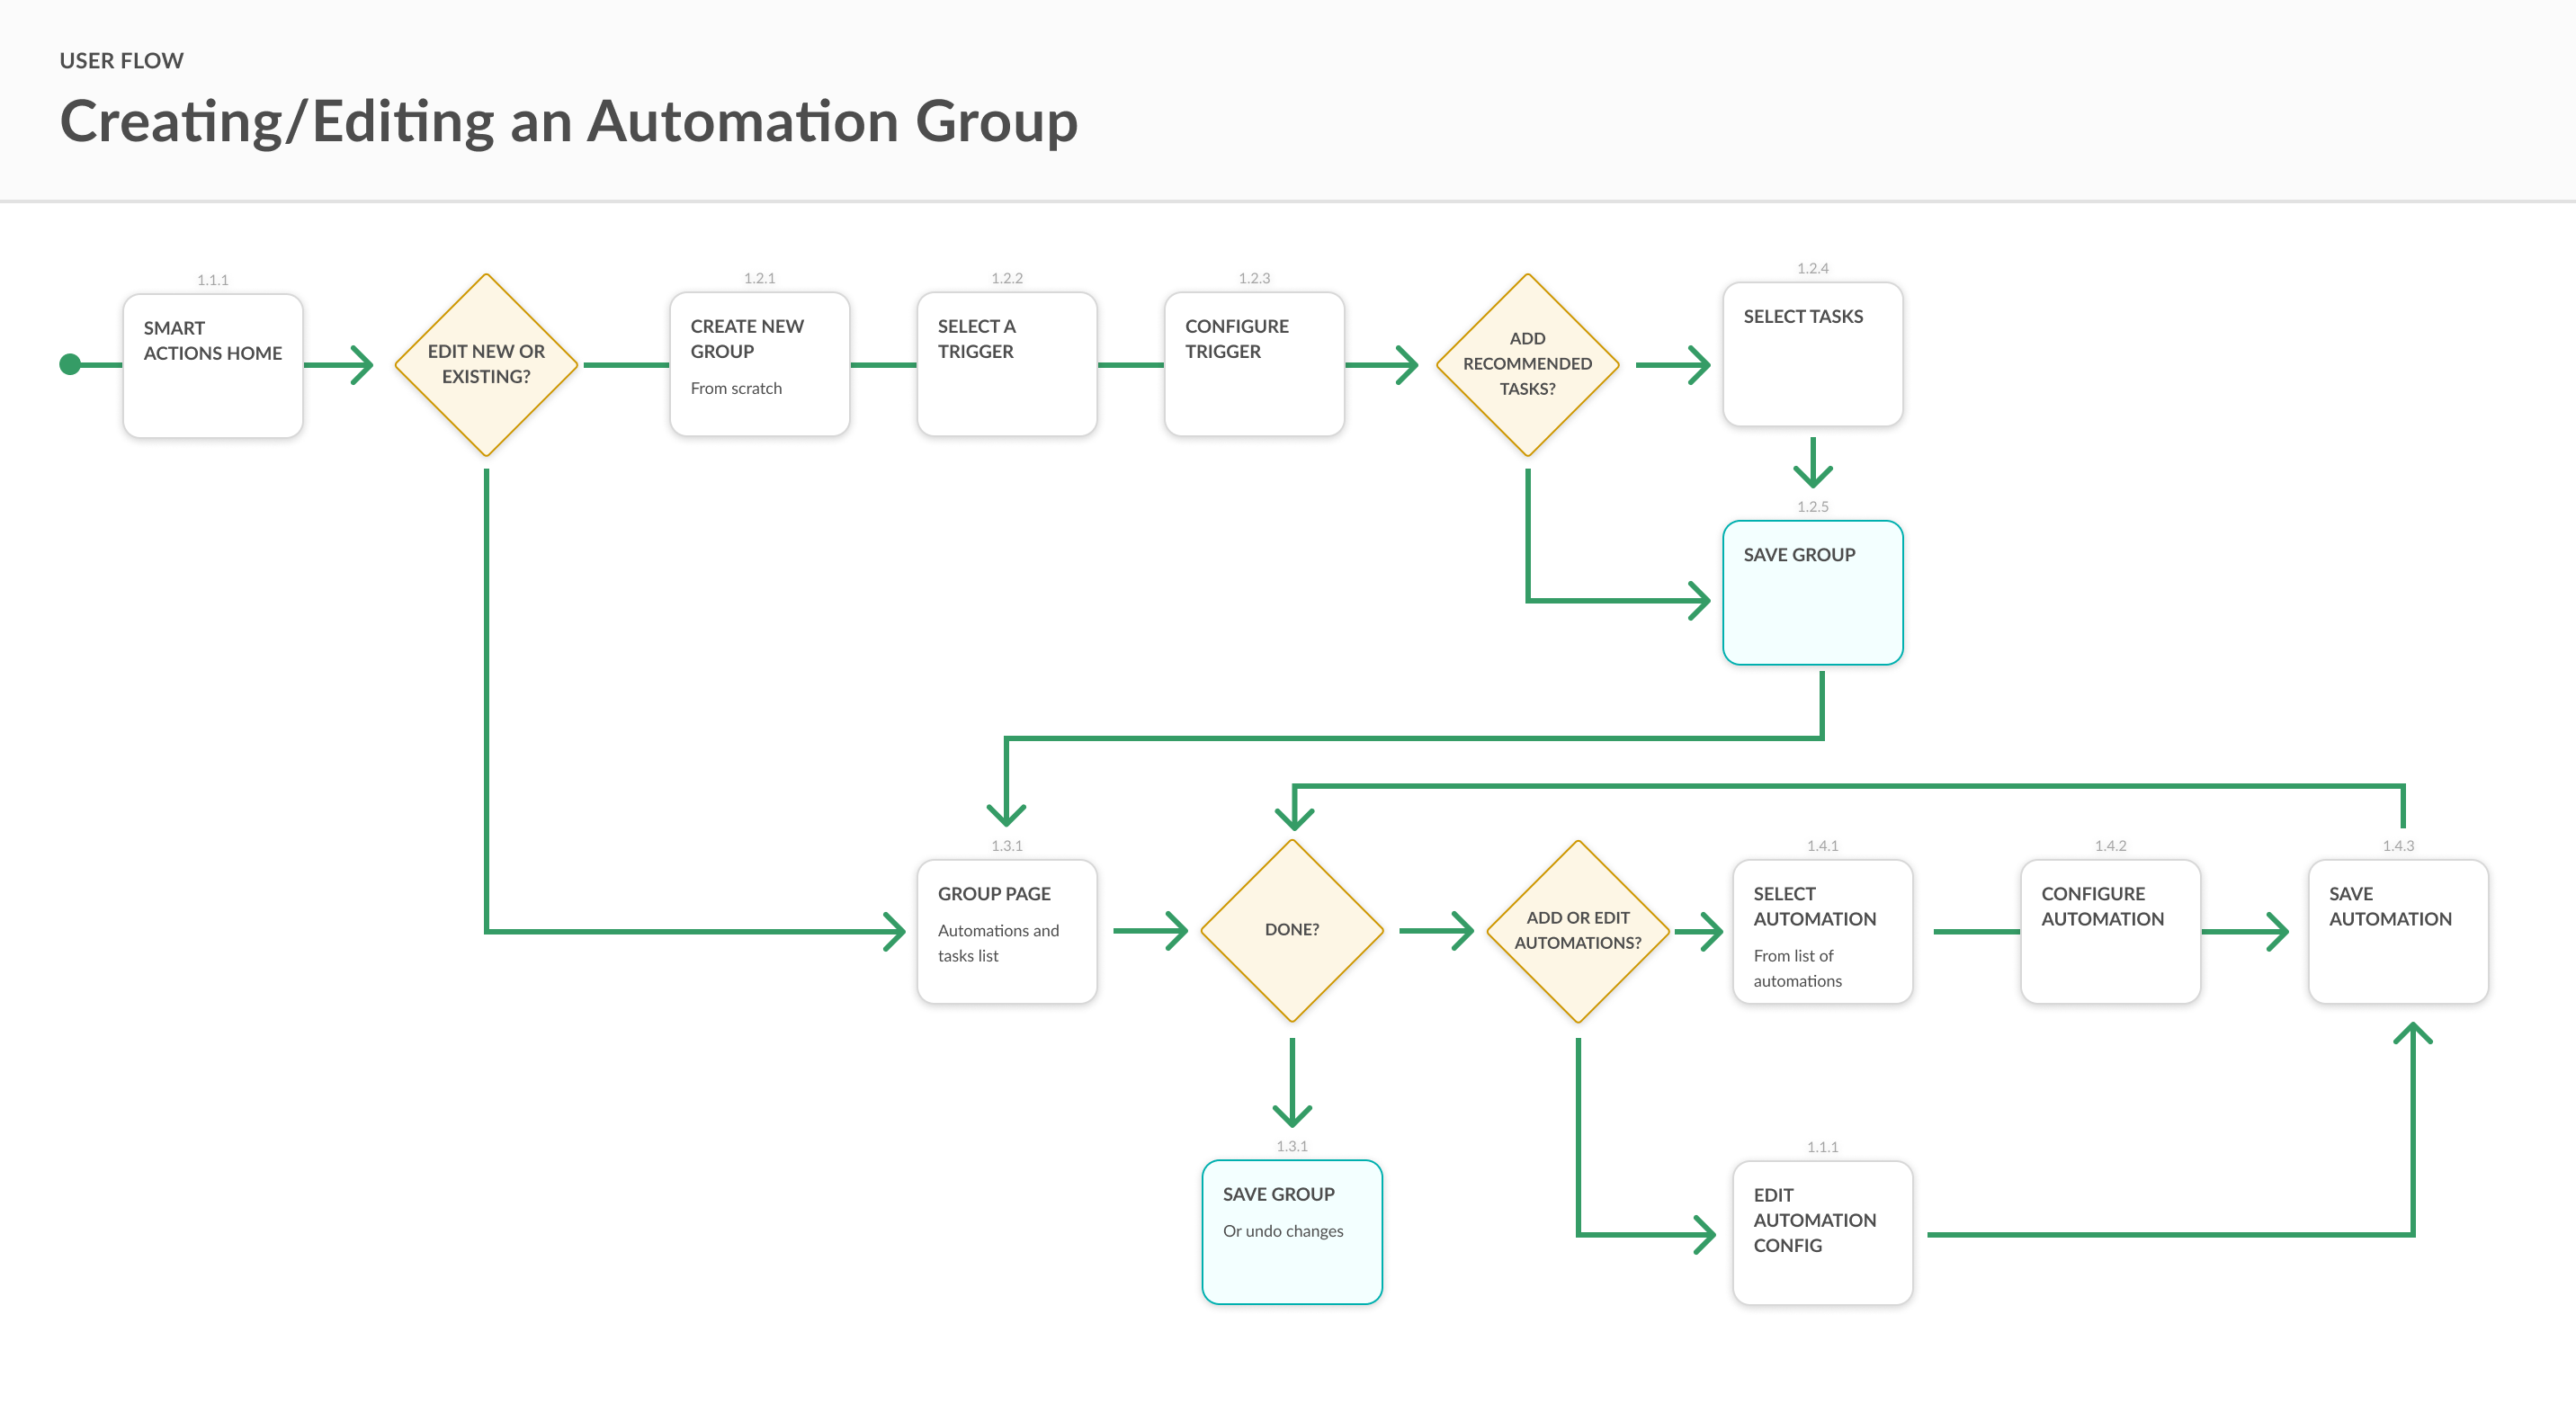 USER FLOW
Creating/Editing an Automation Group
1.1.1
SMART
ACTIONS HOME
EDIT NEW OR
EXISTING?
1.2.1
CREATE NEW
GROUP
From scratch
1.2.2
SELECT A
TRIGGER
1.2.3
CONFIGURE
TRIGGER
ADD
RECOMMENDED
TASKS?
1.2.4
SELECT TASKS
1.2.5
SAVE GROUP
1.3.1
GROUP PAGE
Automations and
tasks list
DONE?
ADD OR EDIT
AUTOMATIONS?
1.4.1
SELECT
AUTOMATION
From list of
automations
1.4.2
CONFIGURE
AUTOMATION
1.4.3
SAVE
AUTOMATION
1.3.1
SAVE GROUP
Or undo changes
1.1.1
EDIT
AUTOMATION
CONFIG